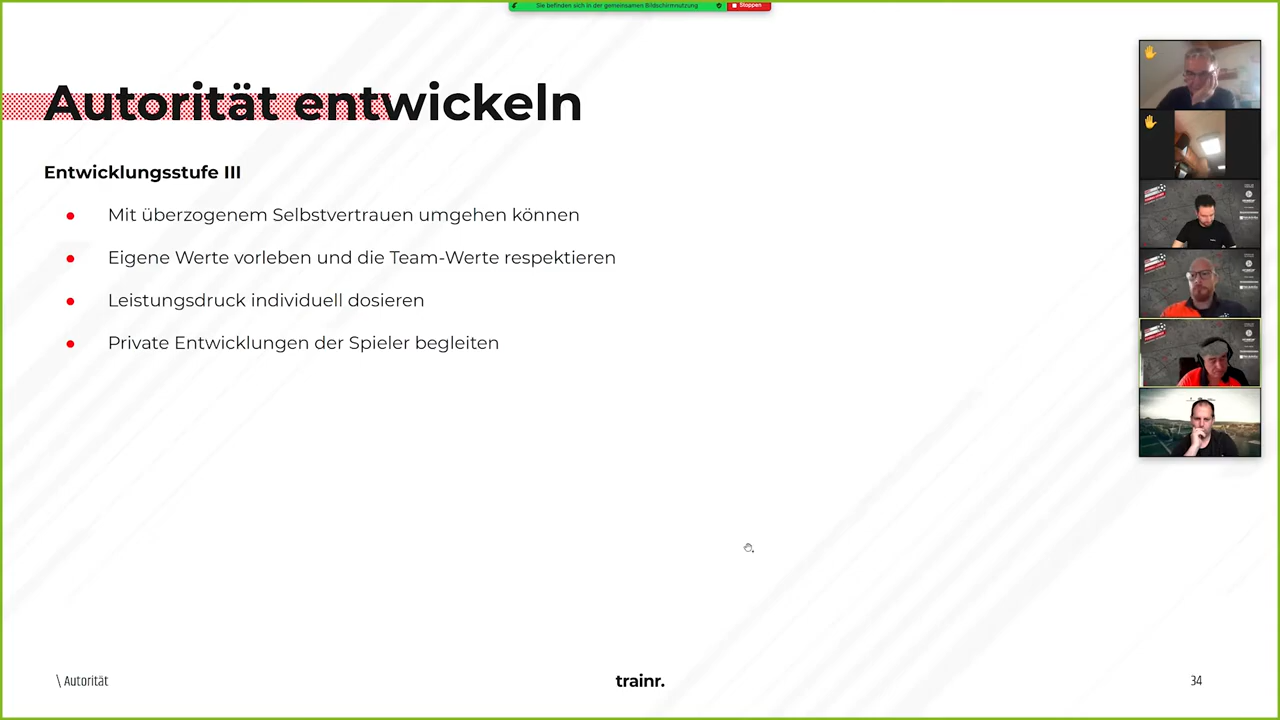 Sie befinden sich in der gemeinsamen Bildschirmnutzung
Stoppen
Autorität entwickeln
Entwicklungsstufe III
Mit überzogenem Selbstvertrauen umgehen können
Eigene Werte vorleben und die Team-Werte respektieren
Leistungsdruck individuell dosieren
Private Entwicklungen der Spieler begleiten
\ Autorität
trainr.
34